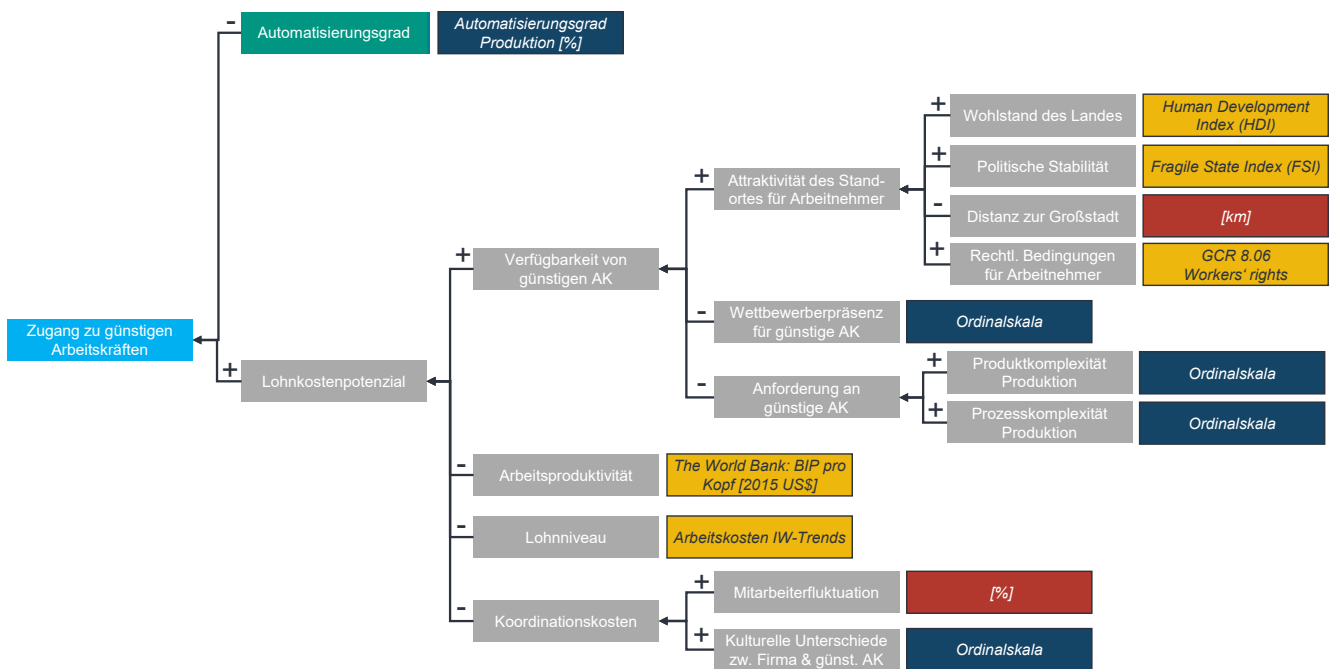 -
Automatisierungsgrad
Automatisierungsgrad
Produktion [%]
+
Wohlstand des Landes
Human Development
Index (HDI)
+
Politische Stabilität
Fragile State Index (FSI)
+
Attraktivität des Stand-
ortes für Arbeitnehmer
-
Distanz zur Großstadt
[km]
+
Rechtl. Bedingungen
für Arbeitnehmer
GCR 8.06
Workers‘ rights
+
Verfügbarkeit von
günstigen AK
-
Wettbewerberpräsenz
für günstige AK
Ordinalskala
Zugang zu günstigen
Arbeitskräften
+
Lohnkostenpotenzial
-
Anforderung an
günstige AK
+
Produktkomplexität
Produktion
Ordinalskala
+
Prozesskomplexität
Produktion
Ordinalskala
-
Arbeitsproduktivität
The World Bank: BIP pro
Kopf [2015 US$]
-
Lohnniveau
Arbeitskosten IW-Trends
-
Koordinationskosten
+
Mitarbeiterfluktuation
[%]
+
Kulturelle Unterschiede
zw. Firma & günst. AK
Ordinalskala